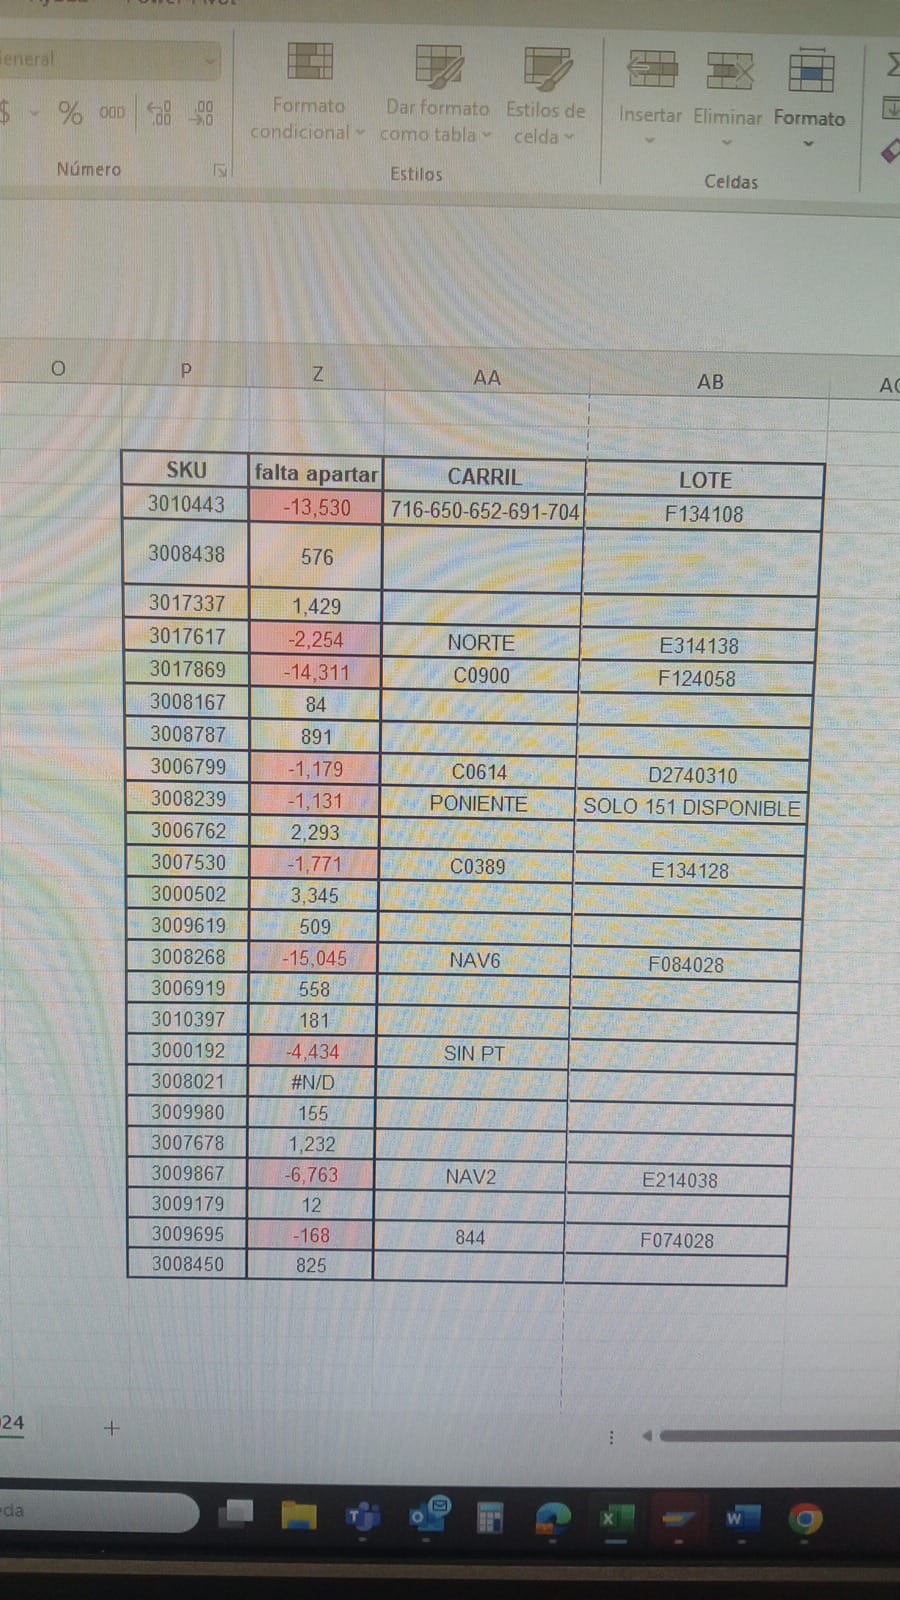 eneral
$ % 000
Formato condicional
Dar formato como tabla
Estilos de celda
Insertar Eliminar Formato
Número Estilos Celdas
O P Z AA AB
SKU falta apartar CARRIL LOTE
3010443 -13,530 716-650-652-691-704 F134108
3008438 576
3017337 1,429
3017617 -2,254 NORTE E314138
3017869 -14,311 C0900 F124058
3008167 84
3008787 891
3006799 -1,179 C0614 D2740310
3008239 -1,131 PONIENTE SOLO 151 DISPONIBLE
3006762 2,293
3007530 -1,771 C0389 E134128
3000502 3,345
3009619 509
3008268 -15,045 NAV6 F084028
3006919 558
3010397 181
3000192 -4,434 SIN PT
3008021 #N/D
3009980 155
3007678 1,232
3009867 -6,763 NAV2 E214038
3009179 12
3009695 -168 844 F074028
3008450 825
24 +
eda